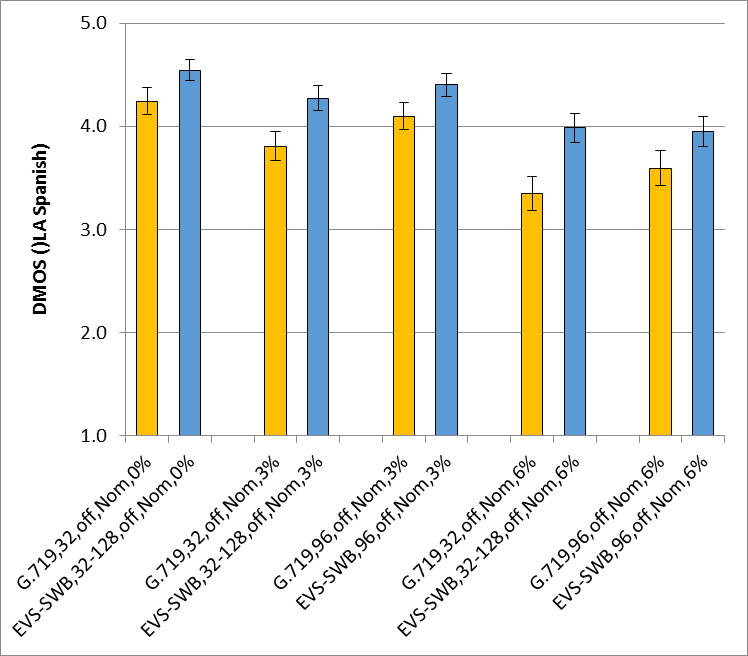 5.0
4.0
3.0
2.0
1.0
DMOS ()LA Spanish)
G.719,32,off,Nom,0%
EVS-SWB,32-128,off,Nom,0%
G.719,32,off,Nom,3%
EVS-SWB,32-128,off,Nom,3%
G.719,96,off,Nom,3%
EVS-SWB,96,off,Nom,3%
G.719,32,off,Nom,6%
EVS-SWB,32-128,off,Nom,6%
G.719,96,off,Nom,6%
EVS-SWB,96,off,Nom,6%